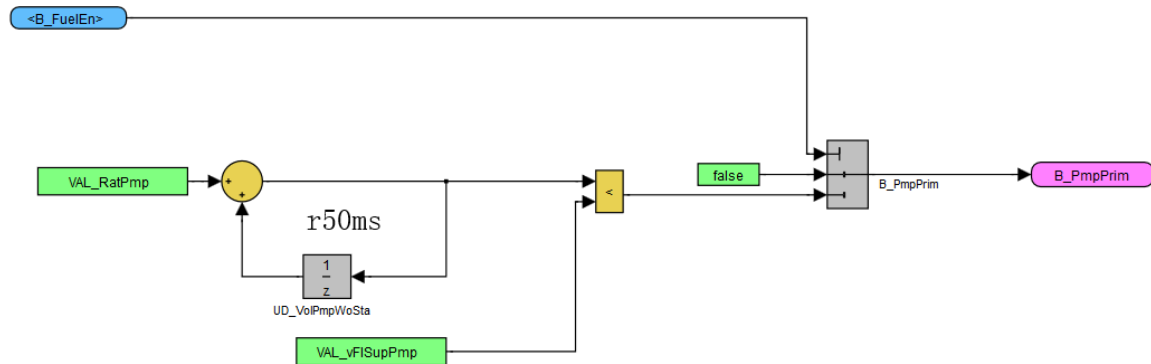 <B_FuelEn>
VAL_RatPmp
+
+
r50ms
1
z
UD_VolPmpWoSta
VAL_vFlSupPmp
<
false
B_PmpPrim
B_PmpPrim